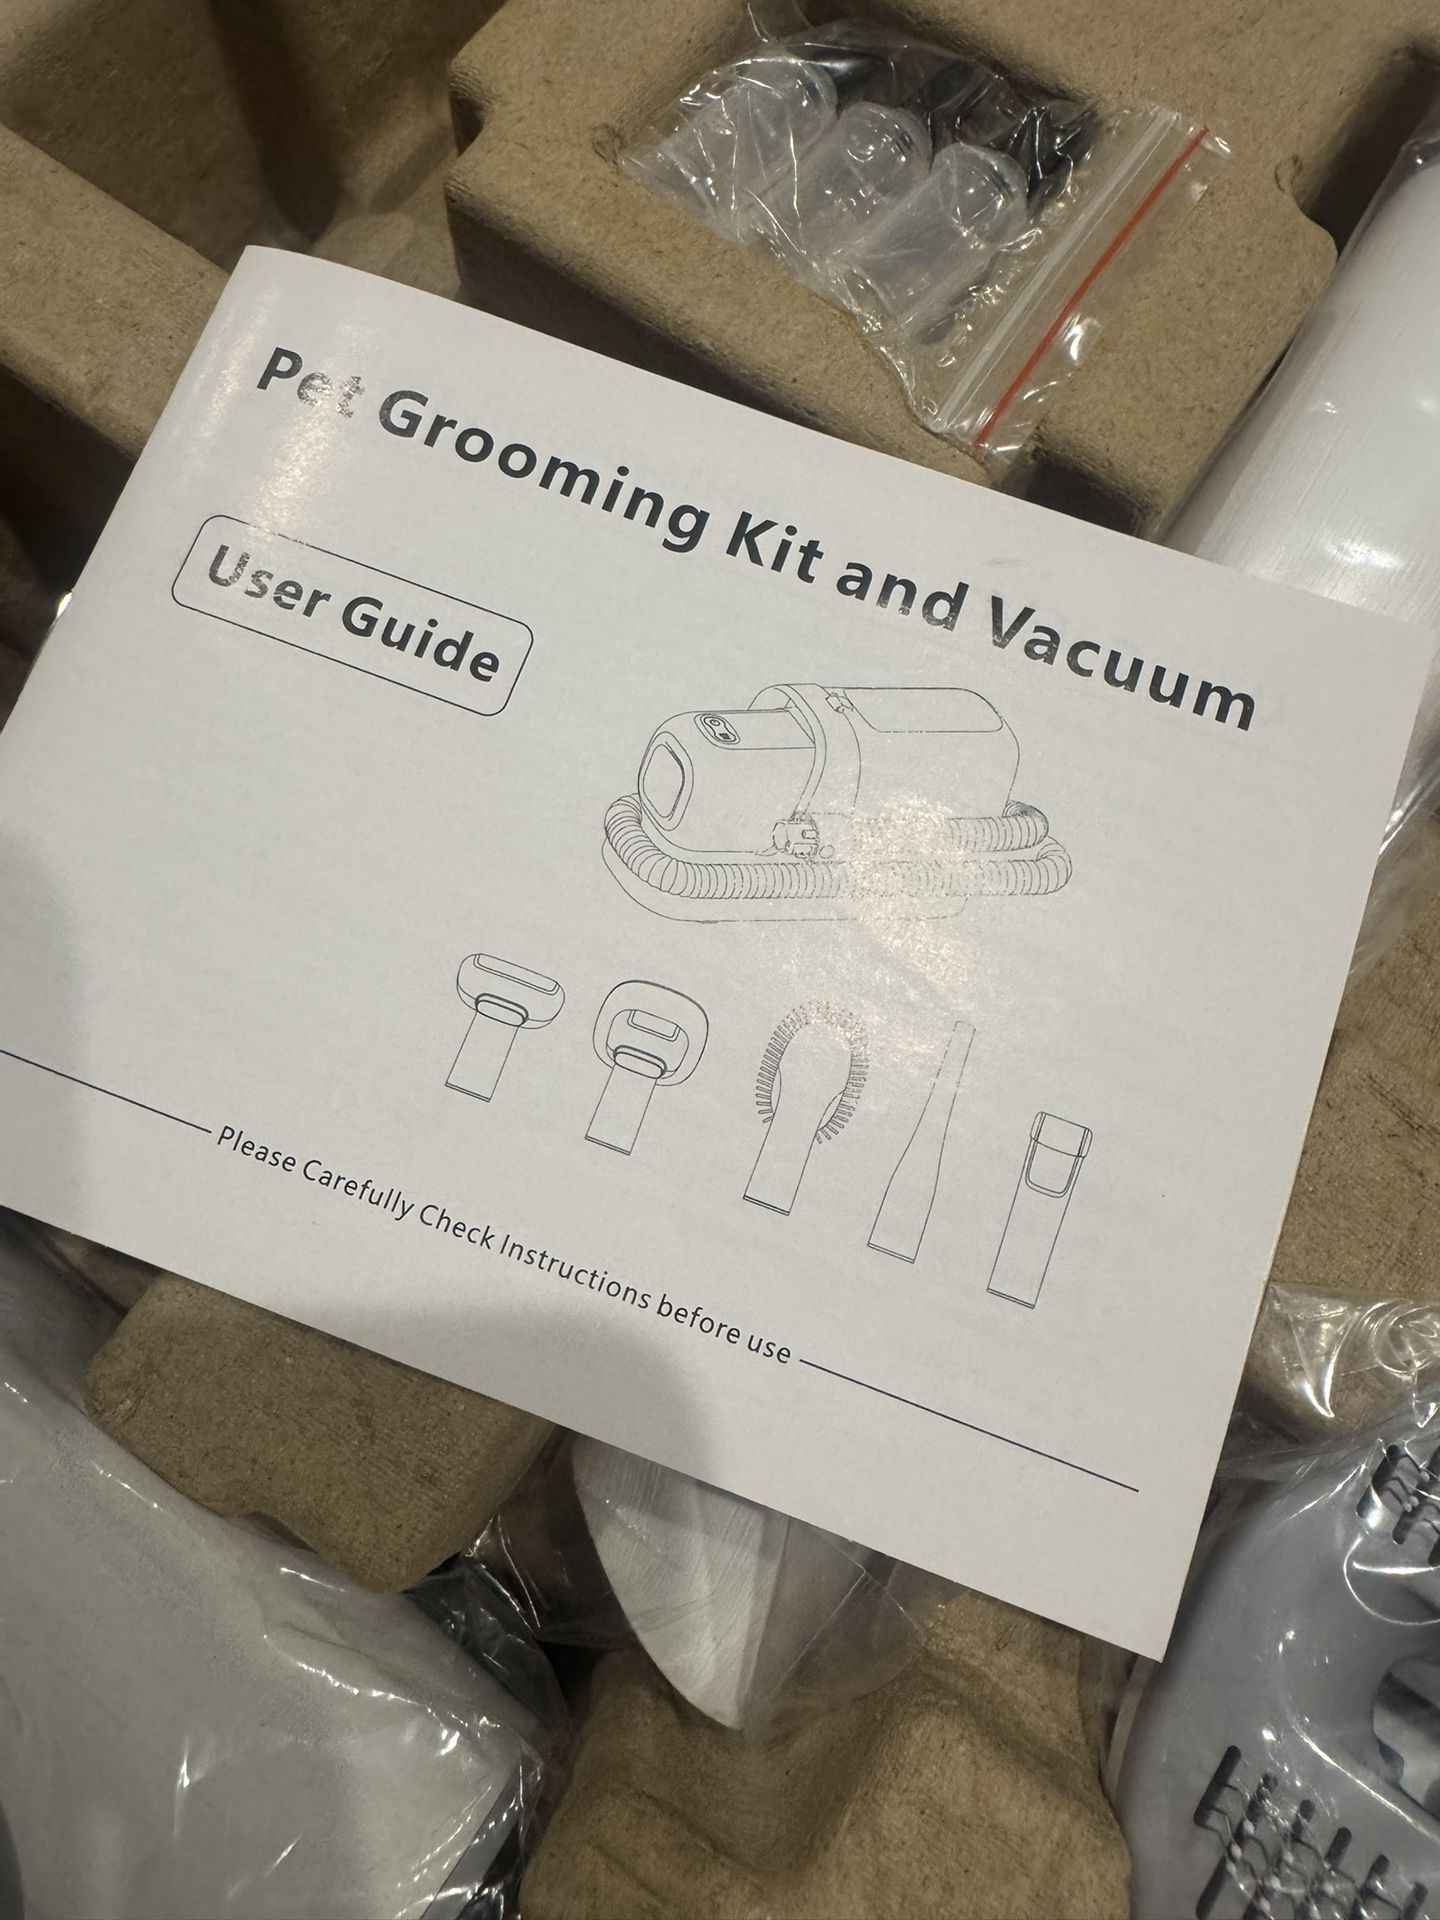 Pet Grooming Kit and Vacuum
User Guide
Please Carefully Check Instructions before use